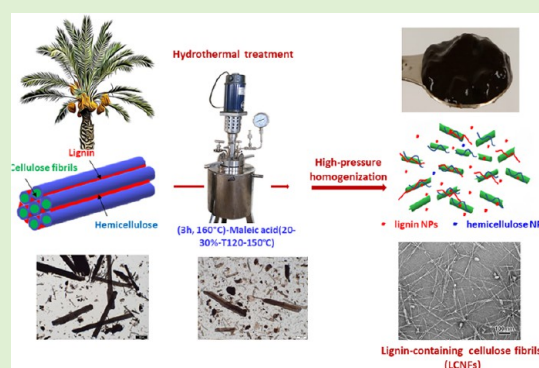 Hydrothermal treatment
Lignin
Cellulose fibrils
Hemicellulose
(3h, 160°C)-Maleic acid(20-
30%-T120-150°C)
High-pressure
homogenization
lignin NPs
hemicellulose NP
Lignin-containing cellulose fibrils
(LCNFs)